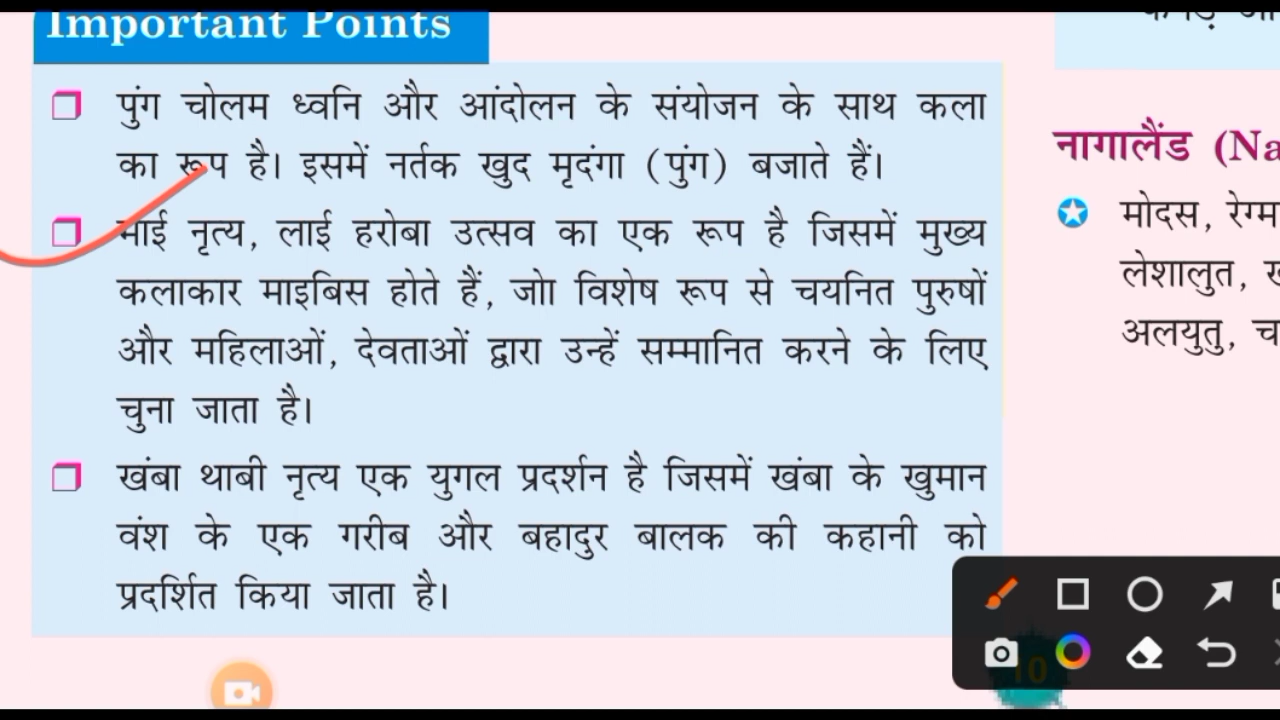 Important Points
पुंग चोलम ध्वनि और आंदोलन के संयोजन के साथ कला
का रूप है। इसमें नर्तक खुद मृदंगा (पुंग) बजाते हैं।
माई नृत्य, लाई हरोबा उत्सव का एक रूप है जिसमें मुख्य
कलाकार माइबिस होते हैं, जोा विशेष रूप से चयनित पुरुषों
और महिलाओं, देवताओं द्वारा उन्हें सम्मानित करने के लिए
चुना जाता है।
खंबा थाबी नृत्य एक युगल प्रदर्शन है जिसमें खंबा के खुमान
वंश के एक गरीब और बहादुर बालक की कहानी को
प्रदर्शित किया जाता है।
नागालैंड (Na
मोदस, रेग्म
लेशालुत,
अलयुतु, च
10